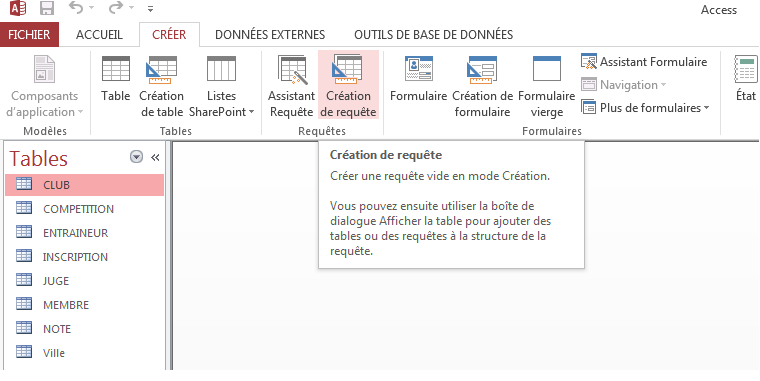 Access
FICHIER ACCUEIL CRÉER DONNÉES EXTERNES OUTILS DE BASE DE DONNÉES
Composants d'application
Table
Création de table
Listes SharePoint
Assistant Requête
Création de requête
Formulaire
Création de formulaire
Formulaire vierge
Assistant Formulaire
Navigation
Plus de formulaires
État
Modèles Tables Requêtes Formulaires
Tables
CLUB
COMPETITION
ENTRAINEUR
INSCRIPTION
JUGE
MEMBRE
NOTE
Ville
Création de requête
Créer une requête vide en mode Création.
Vous pouvez ensuite utiliser la boîte de
dialogue Afficher la table pour ajouter des
tables ou des requêtes à la structure de la
requête.